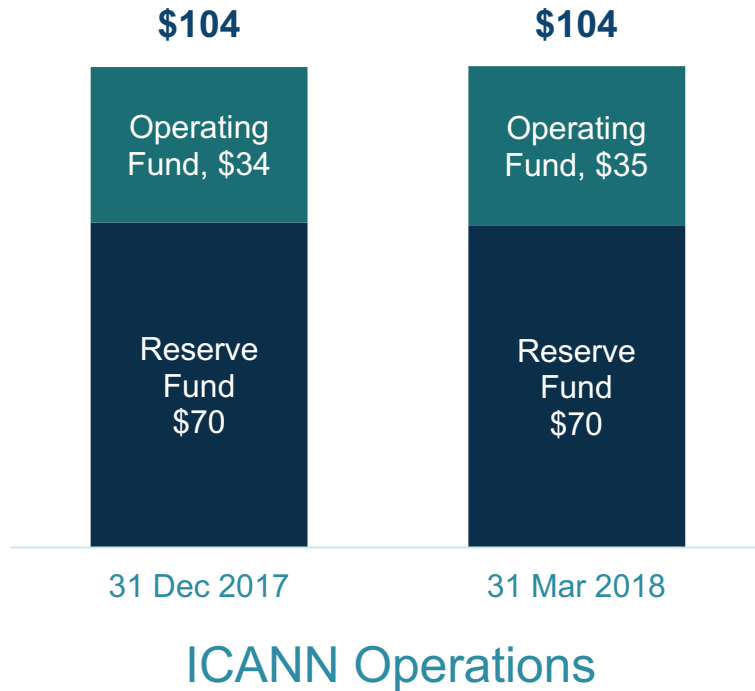 $104
$104
Operating
Fund, $34
Operating
Fund, $35
Reserve
Fund
$70
Reserve
Fund
$70
31 Dec 2017
31 Mar 2018
ICANN Operations